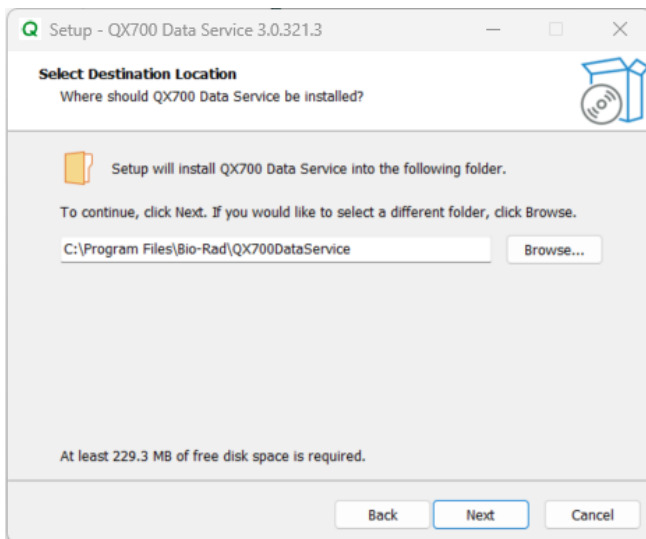 Q Setup - QX700 Data Service 3.0.321.3
Select Destination Location
Where should QX700 Data Service be installed?
Setup will install QX700 Data Service into the following folder.
To continue, click Next. If you would like to select a different folder, click Browse.
C:\Program Files\Bio-Rad\QX700DataService
Browse...
At least 229.3 MB of free disk space is required.
Back
Next
Cancel